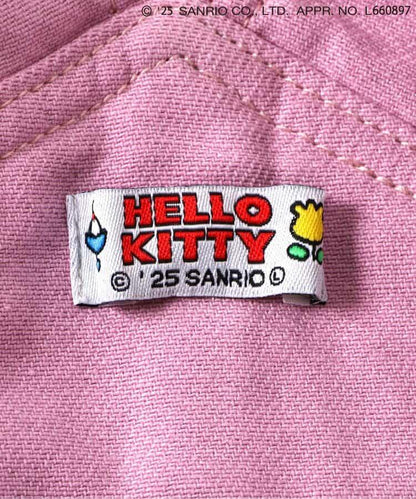 © '25 SANRIO CO., LTD. APPR. NO. L660897
HELLO
KITTY
© '25 SANRIO Ⓛ